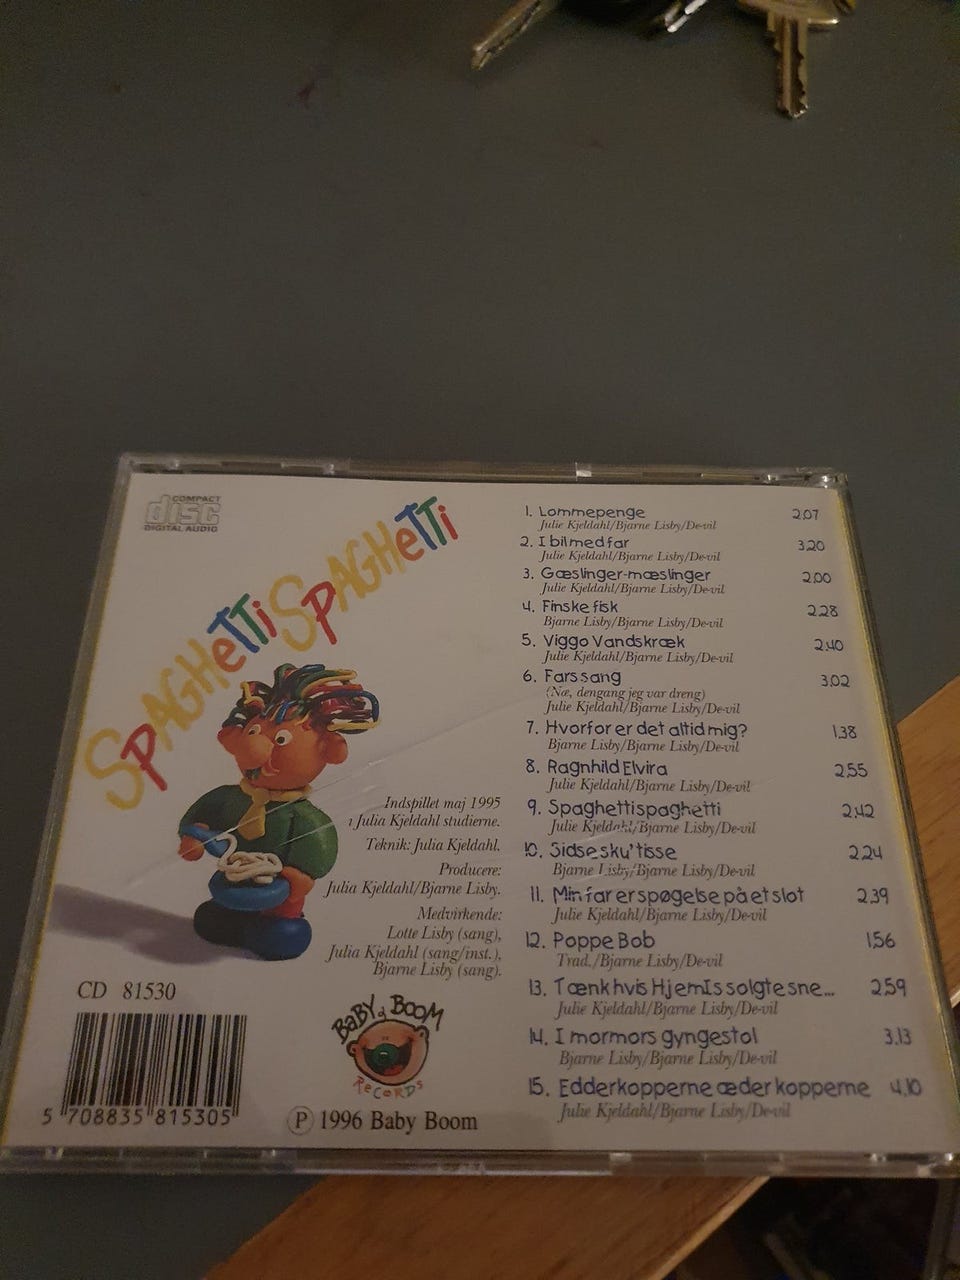 COMPACT
disc
DIGITAL AUDIO
SPAGHeTTi SPAGHeTTi
1. Lommepenge 2.07
Julie Kjeldahl/Bjarne Lisby/De-vil
2. I bil med far 3.20
Julie Kjeldahl/Bjarne Lisby/De-vil
3. Gæslinger-mæslinger 2.00
Julie Kjeldahl/Bjarne Lisby/De-vil
4. Finske fisk 2.28
Bjarne Lisby/Bjarne Lisby/De-vil
5. Viggo Vandskræk 2.40
Julie Kjeldahl/Bjarne Lisby/De-vil
6. Fars sang 3.02
(Næ, dengang jeg var dreng)
Julie Kjeldahl/Bjarne Lisby/De-vil
7. Hvorfor er det altid mig? 1.38
Bjarne Lisby/Bjarne Lisby/De-vil
8. Ragnhild Elvira 2.55
Julie Kjeldahl/Bjarne Lisby/De-vil
9. Spaghettispaghetti 2.42
Julie Kjeldahl/Bjarne Lisby/De-vil
10. Sidse sku' tisse 2.24
Bjarne Lisby/Bjarne Lisby/De-vil
11. Min far er spøgelse på et slot 2.39
Julie Kjeldahl/Bjarne Lisby/De-vil
12. Poppe Bob 1.56
Trad./Bjarne Lisby/De-vil
13. Tænk hvis HjemIs solgte sne... 2.59
Julie Kjeldahl/Bjarne Lisby/De-vil
14. I mormors gyngestol 3.13
Bjarne Lisby/Bjarne Lisby/De-vil
15. Edderkopperne æder kopperne 4.10
Julie Kjeldahl/Bjarne Lisby/De-vil
Indspillet maj 1995
i Julia Kjeldahl studierne.
Teknik: Julia Kjeldahl.
Producere:
Julia Kjeldahl/Bjarne Lisby.
Medvirkende:
Lotte Lisby (sang),
Julia Kjeldahl (sang/inst.),
Bjarne Lisby (sang).
CD 81530
5 708835 815305
BaBY BOOM
ReCORDS
Ⓟ 1996 Baby Boom